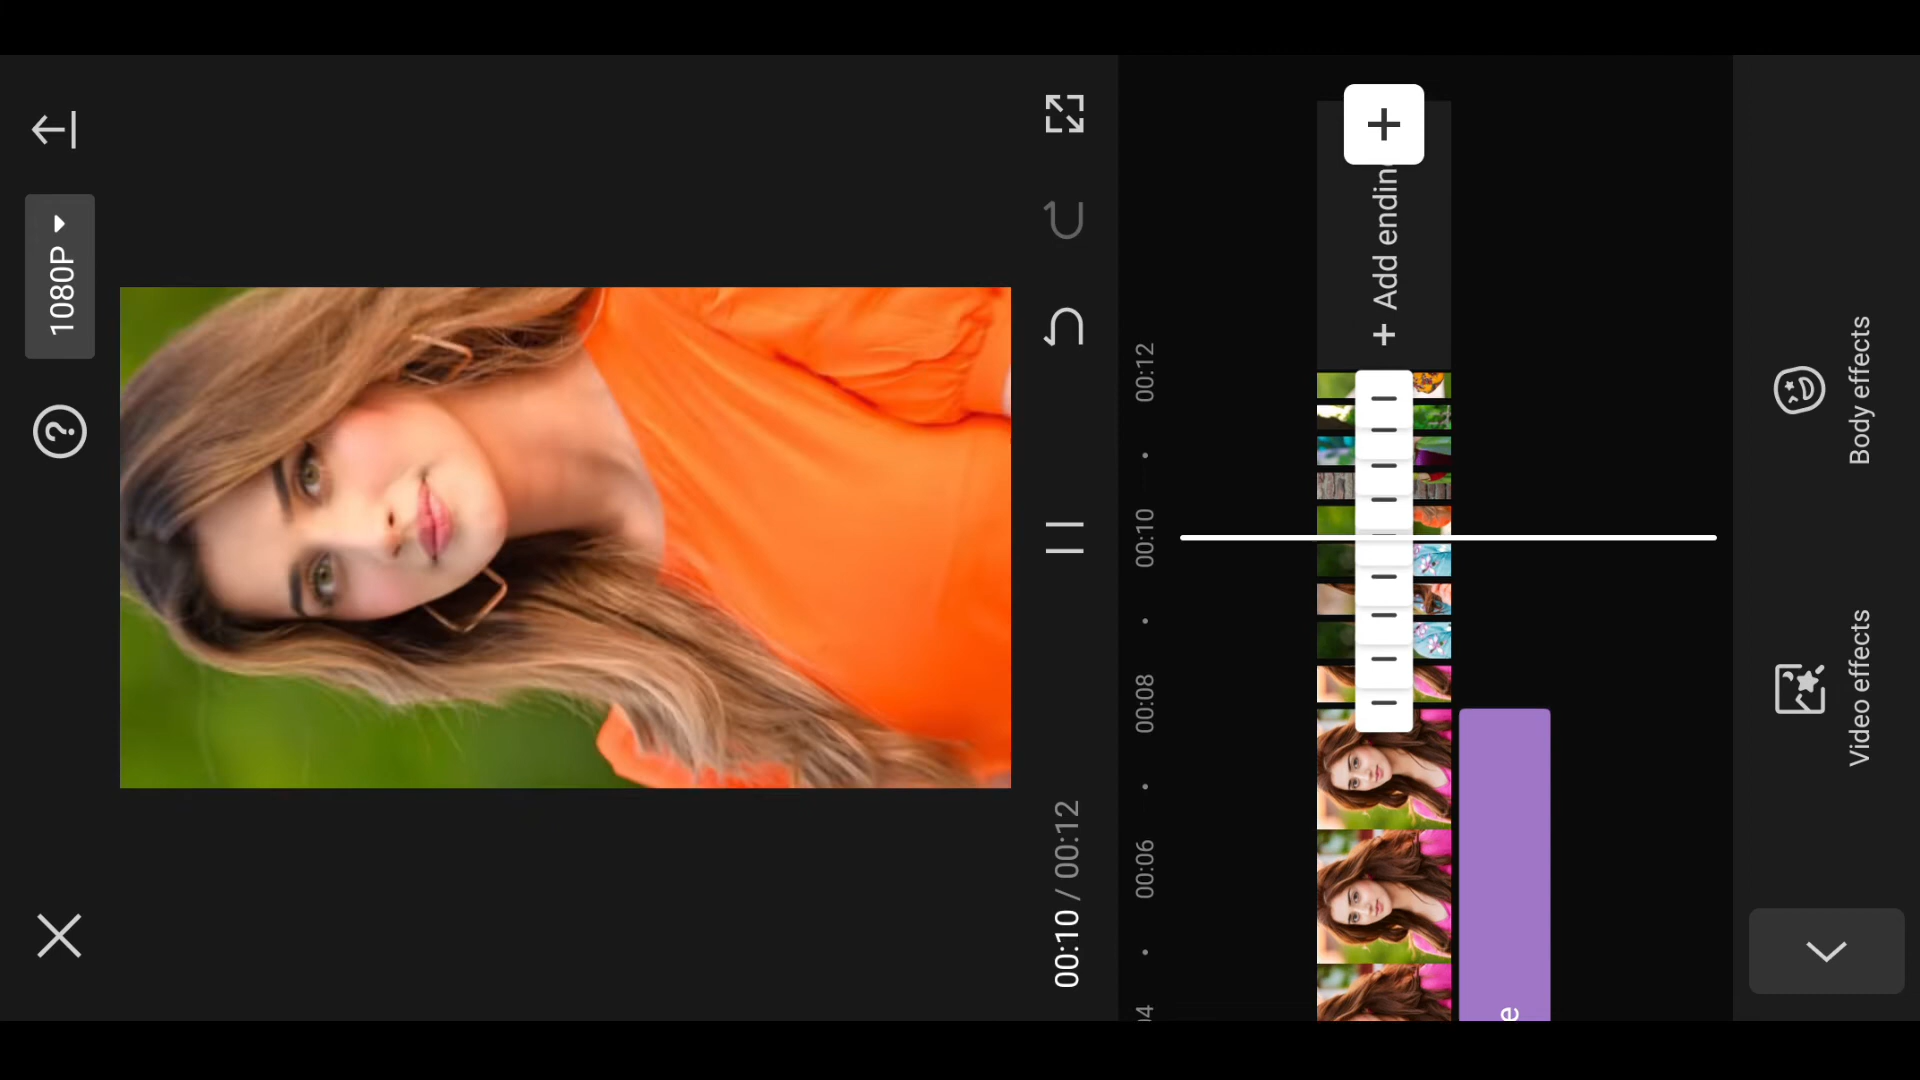 1080P
?
00:10 / 00:12
04
00:06
00:08
00:10
00:12
+ Add endin
e
Video effects
Body effects